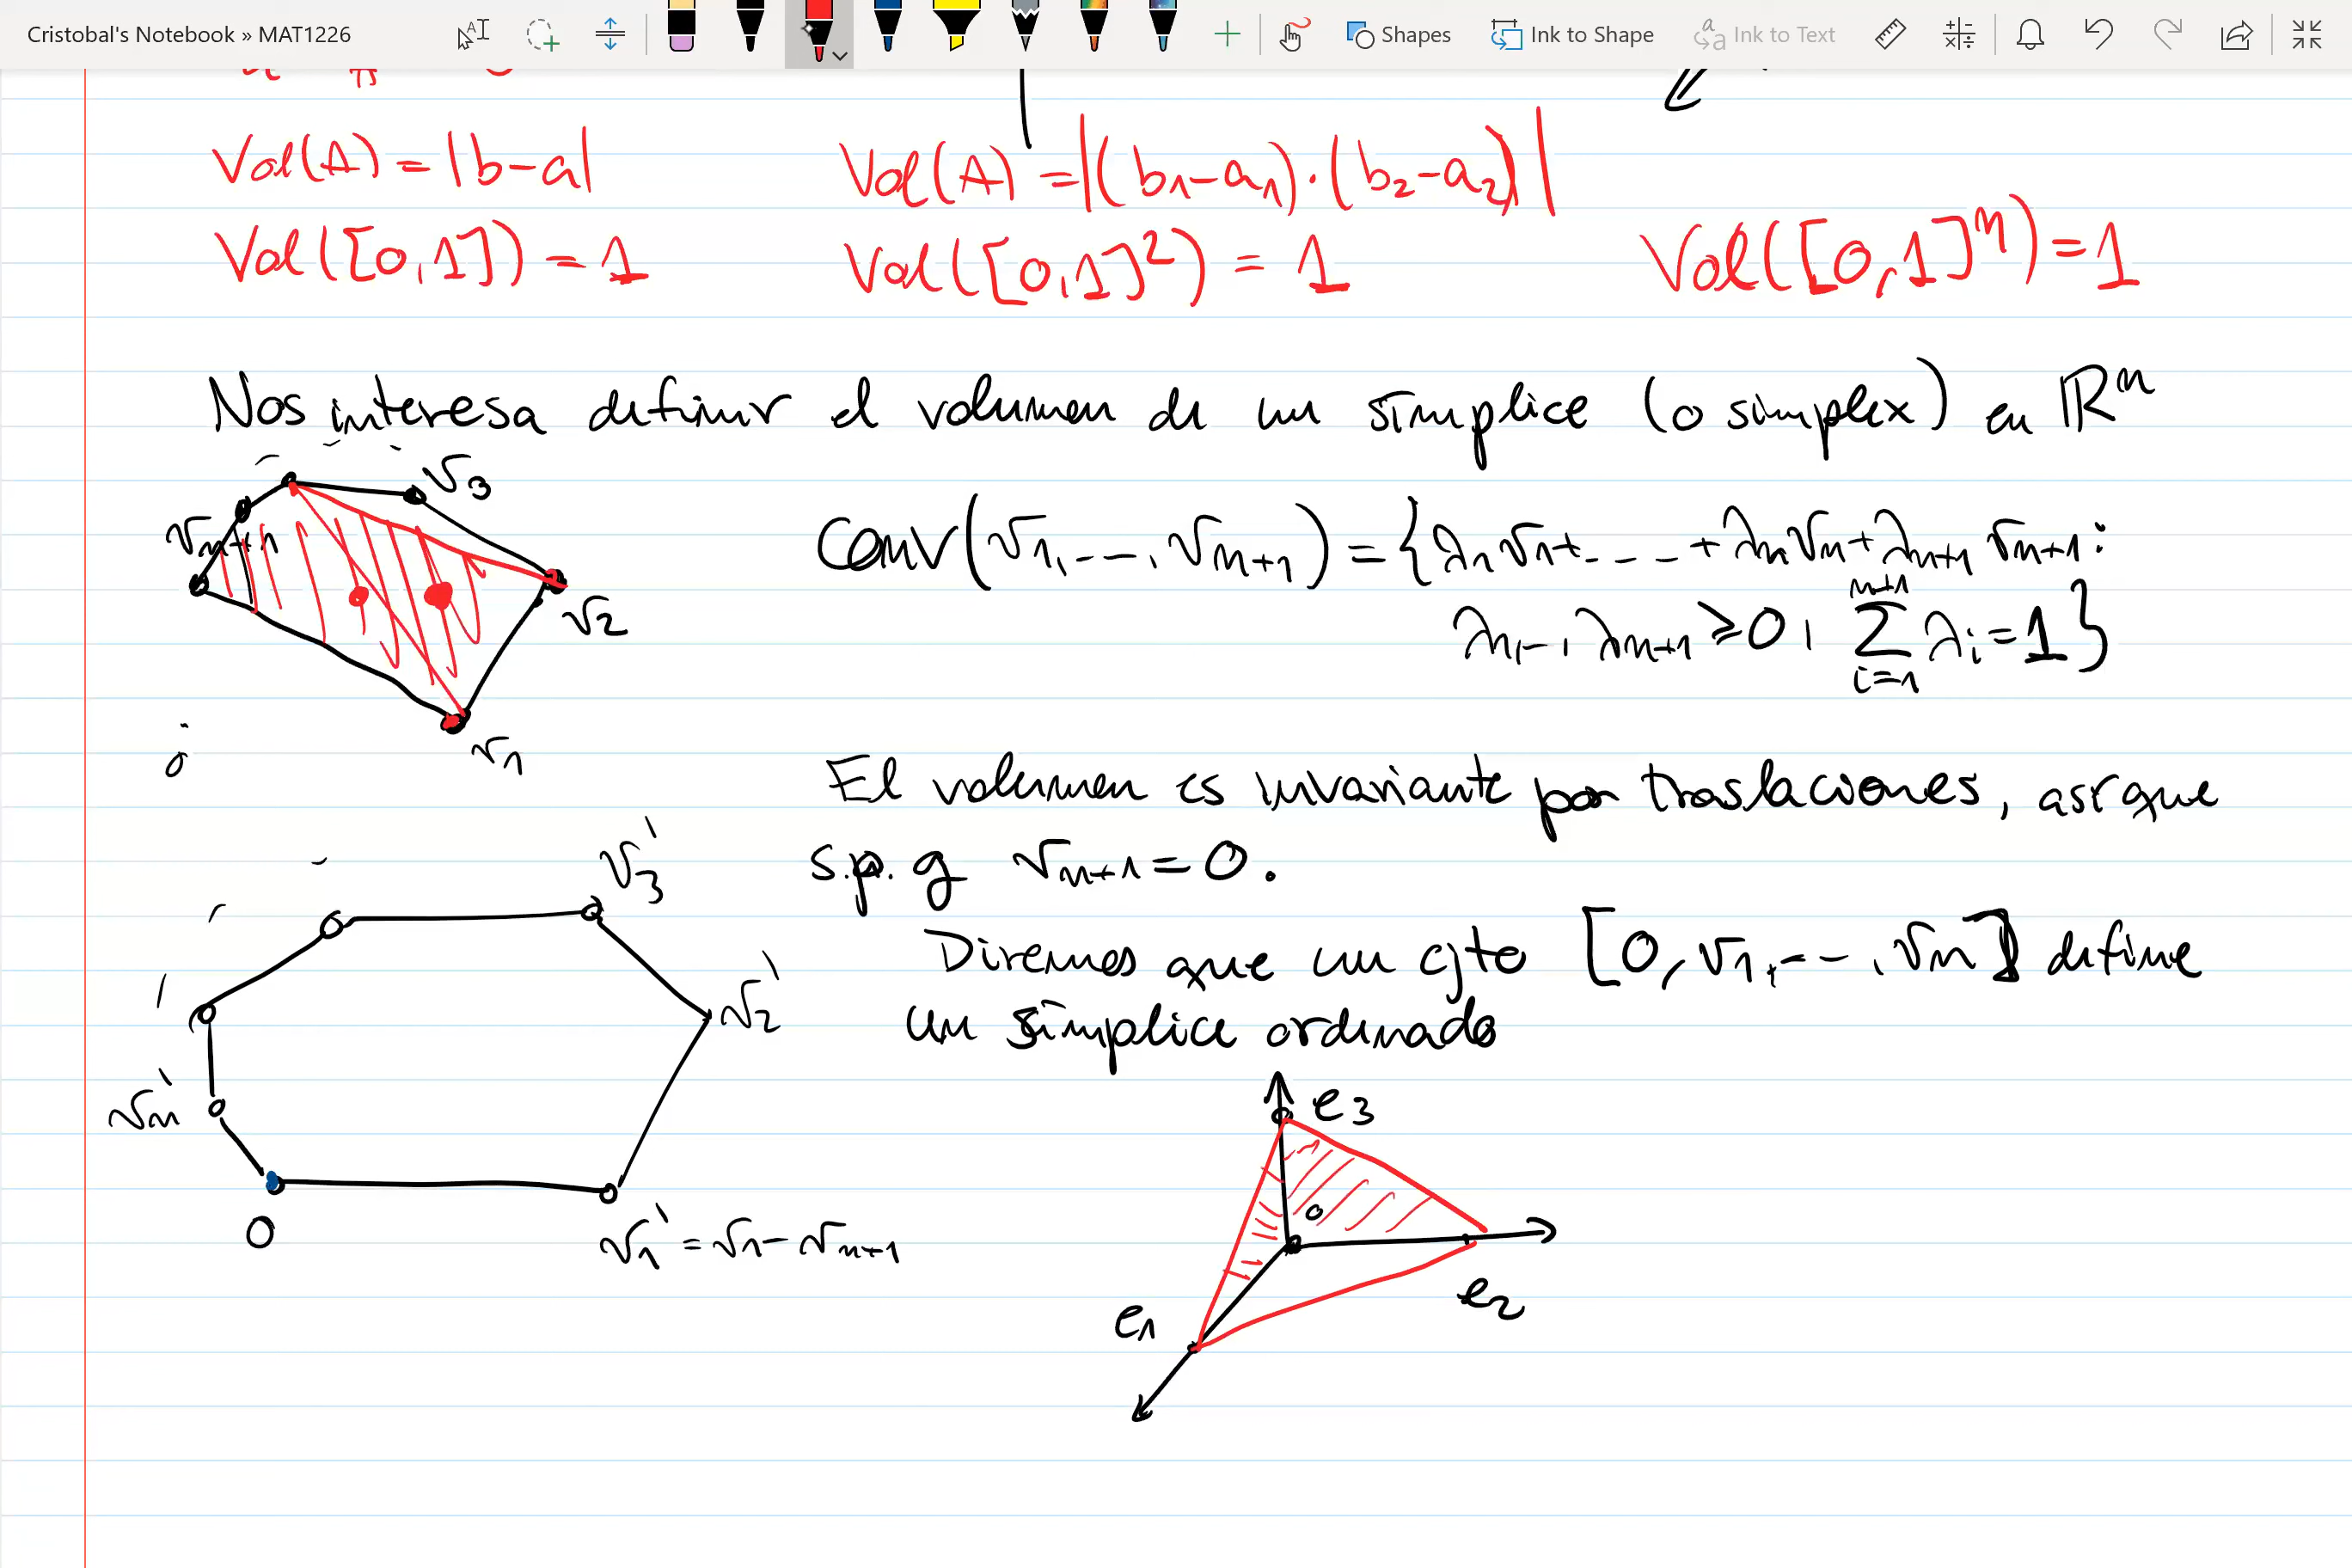 Cristobal's Notebook » MAT1226
Shapes
Ink to Shape
Ink to Text
Vol(A) = |b-a|
Vol(A) = |(b1-a1)·(b2-a2)|
Vol([0,1]) = 1
Vol([0,1]²) = 1
Vol([0,1]ⁿ) = 1
Nos interesa definir el volumen de un simplice (o simplex) en ℝⁿ
v3
vn+1
v2
v1
Conv(v1, --, vn+1) = {λ1v1+....+λnvn+λn+1 vn+1:
λ1,-,λn+1 ≥0, ∑ⁿ⁺¹ᵢ₌₁ λi=1}
El volumen es invariante por traslaciones, asi que
s.p.g vn+1=0.
Diremos que un cjto [0,v1,--,vn] define
un simplice ordenado
v3'
v2'
vn'
0
v1' = v1-vn+1
e3
0
e2
e1